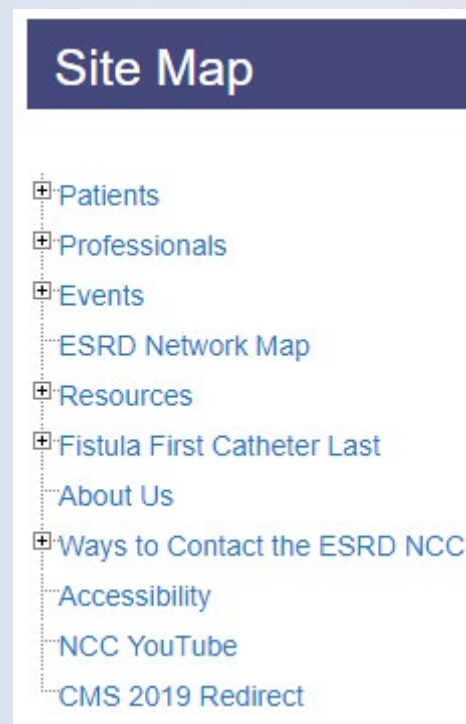 Site Map
Patients
Professionals
Events
ESRD Network Map
Resources
Fistula First Catheter Last
About Us
Ways to Contact the ESRD NCC
Accessibility
NCC YouTube
CMS 2019 Redirect